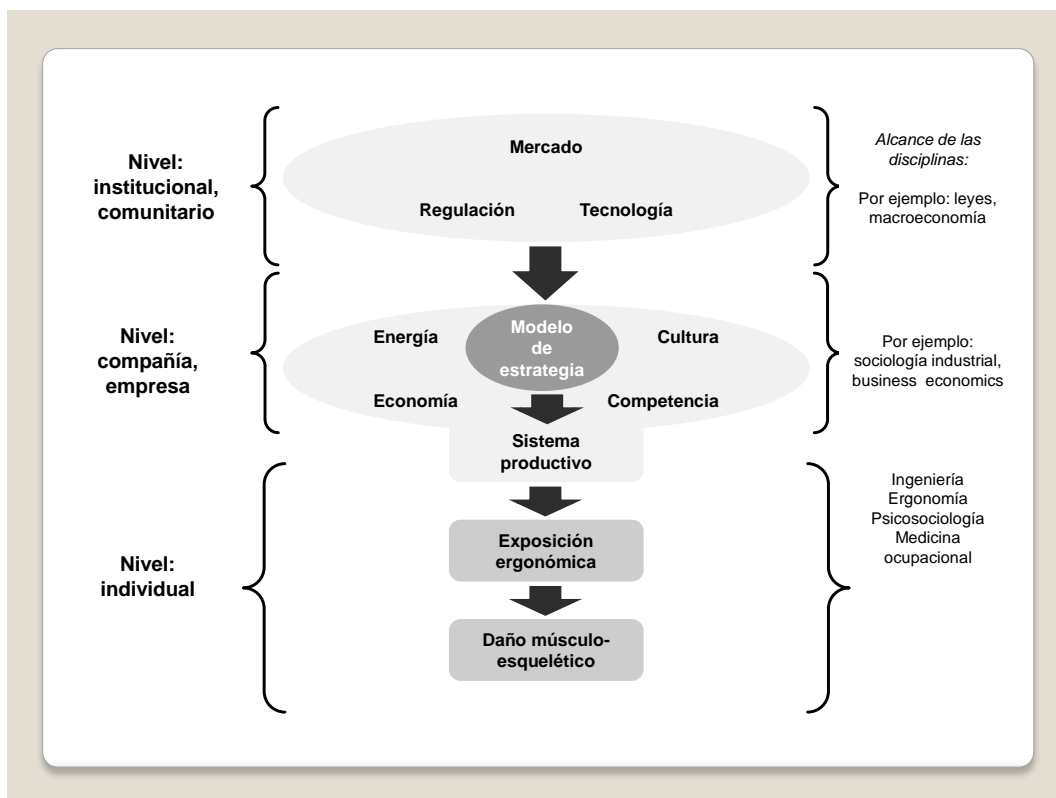 Nivel:
institucional,
comunitario
Mercado
Regulación
Tecnología
Alcance de las
disciplinas:
Por ejemplo: leyes,
macroeconomía
Nivel:
compañía,
empresa
Energía
Modelo
de
estrategia
Cultura
Economía
Competencia
Por ejemplo:
sociología industrial,
business economics
Sistema
productivo
Nivel:
individual
Exposición
ergonómica
Daño músculo-
esquelético
Ingeniería
Ergonomía
Psicosociología
Medicina
ocupacional